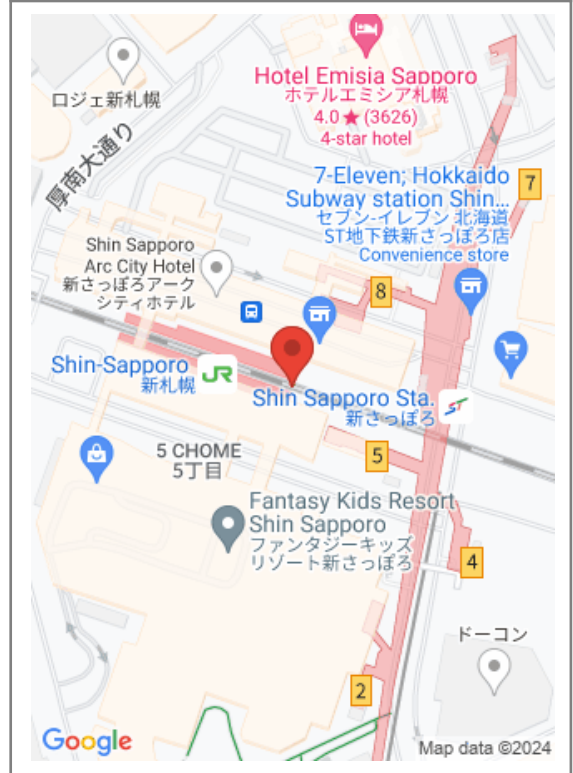 Hotel Emisia Sapporo
ホテルエミシア札幌
4.0★(3626)
4-star hotel
ロジェ新札幌
厚南大通り
7-Eleven; Hokkaido
Subway station Shin...
セブン-イレブン 北海道
ST地下鉄新さっぽろ店
Convenience store
7
Shin Sapporo
Arc City Hotel
新さっぽろアーク
シティホテル
8
Shin-Sapporo
新札幌
JR
Shin Sapporo Sta.
新さっぽろ
ST
5 CHOME
5丁目
5
Fantasy Kids Resort
Shin Sapporo
ファンタジーキッズ
リゾート新さっぽろ
4
ドーコン
2
Google
Map data ©2024